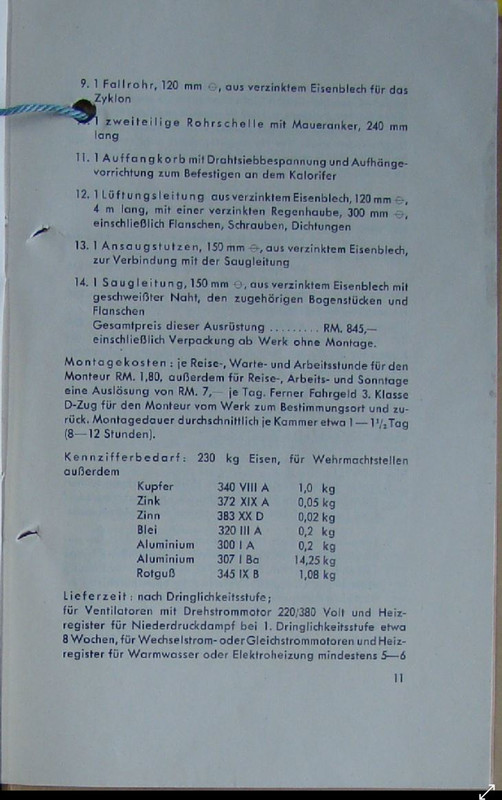 9. 1 Fallrohr, 120 mm ⌀, aus verzinktem Eisenblech für das
Zyklon
1 zweiteilige Rohrschelle mit Maueranker, 240 mm
lang
11. 1 Auffangkorb mit Drahtsiebbespannung und Aufhänge-
vorrichtung zum Befestigen an dem Kalorifer
12. 1 Lüftungsleitung aus verzinktem Eisenblech, 120 mm ⌀,
4 m lang, mit einer verzinkten Regenhaube, 300 mm ⌀,
einschließlich Flanschen, Schrauben, Dichtungen
13. 1 Ansaugstutzen, 150 mm ⌀, aus verzinktem Eisenblech,
zur Verbindung mit der Saugleitung
14. 1 Saugleitung, 150 mm ⌀, aus verzinktem Eisenblech mit
geschweißter Naht, den zugehörigen Bogenstücken und
Flanschen
Gesamtpreis dieser Ausrüstung ......... RM. 845,—
einschließlich Verpackung ab Werk ohne Montage.
Montagekosten: je Reise-, Warte- und Arbeitsstunde für den
Monteur RM. 1,80, außerdem für Reise-, Arbeits- und Sonntage
eine Auslösung von RM. 7,— je Tag. Ferner Fahrgeld 3. Klasse
D-Zug für den Monteur vom Werk zum Bestimmungsort und zu-
rück. Montagedauer durchschnittlich je Kammer etwa 1—1½ Tag
(8—12 Stunden).
Kennzifferbedarf: 230 kg Eisen, für Wehrmachtstellen
außerdem
Kupfer 340 VIII A 1,0 kg
Zink 372 XIX A 0,05 kg
Zinn 383 XX D 0,02 kg
Blei 320 III A 0,2 kg
Aluminium 300 I A 0,2 kg
Aluminium 307 I Ba 14,25 kg
Rotguß 345 IX B 1,08 kg
Lieferzeit: nach Dringlichkeitsstufe;
für Ventilatoren mit Drehstrommotor 220/380 Volt und Heiz-
register für Niederdruckdampf bei 1. Dringlichkeitsstufe etwa
8 Wochen, für Wechselstrom- oder Gleichstrommotoren und Heiz-
register für Warmwasser oder Elektroheizung mindestens 5—6
11